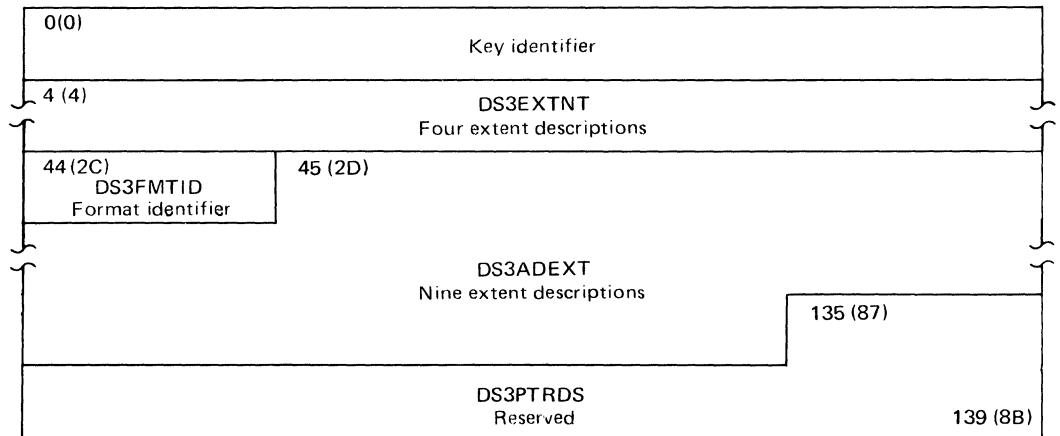 0(0)
Key identifier
4 (4)
DS3EXTNT
Four extent descriptions
44 (2C)
DS3FMTID
Format identifier
45 (2D)
DS3ADEXT
Nine extent descriptions
135 (87)
DS3PTRDS
Reserved
139 (8B)